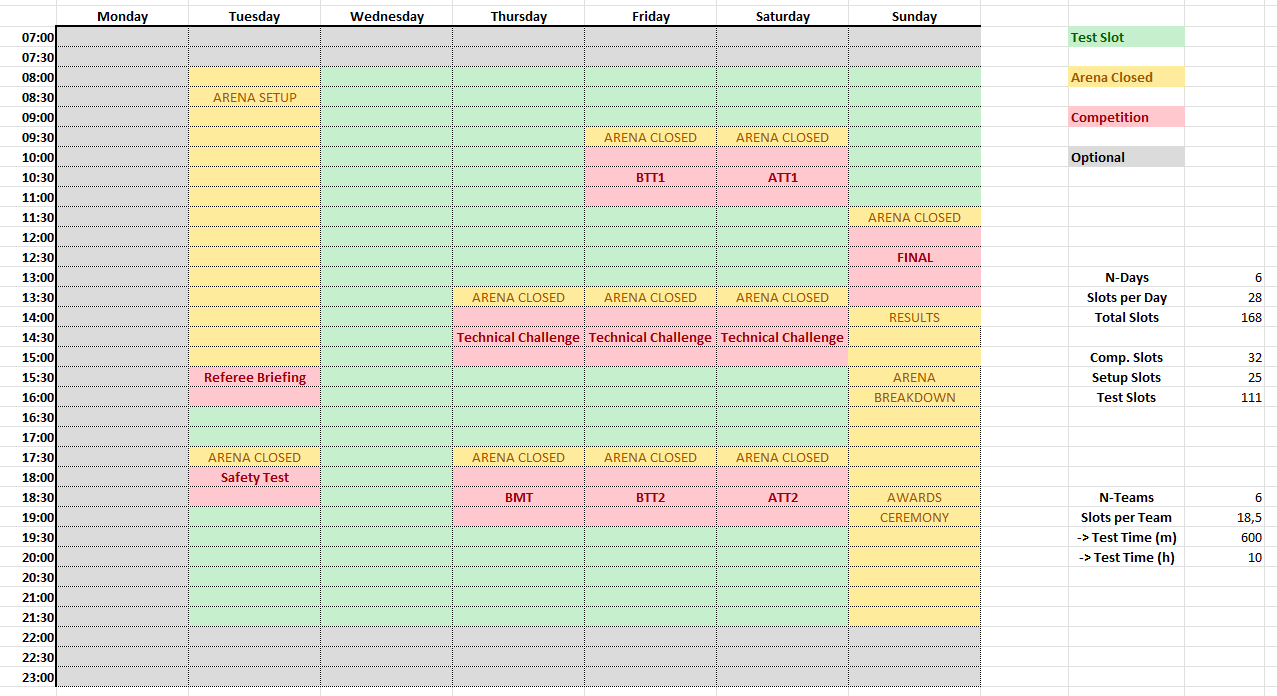 Monday Tuesday Wednesday Thursday Friday Saturday Sunday
07:00 Test Slot
07:30
08:00 Arena Closed
08:30 ARENA SETUP
09:00 Competition
09:30 ARENA CLOSED ARENA CLOSED
10:00 Optional
10:30 BTT1 ATT1
11:00
11:30 ARENA CLOSED
12:00
12:30 FINAL
13:00 N-Days 6
13:30 ARENA CLOSED ARENA CLOSED ARENA CLOSED Slots per Day 28
14:00 RESULTS Total Slots 168
14:30 Technical Challenge Technical Challenge Technical Challenge
15:00 Comp. Slots 32
15:30 Referee Briefing ARENA Setup Slots 25
16:00 BREAKDOWN Test Slots 111
16:30
17:00
17:30 ARENA CLOSED ARENA CLOSED ARENA CLOSED ARENA CLOSED
18:00 Safety Test
18:30 BMT BTT2 ATT2 AWARDS N-Teams 6
19:00 CEREMONY Slots per Team 18,5
19:30 -> Test Time (m) 600
20:00 -> Test Time (h) 10
20:30
21:00
21:30
22:00
22:30
23:00